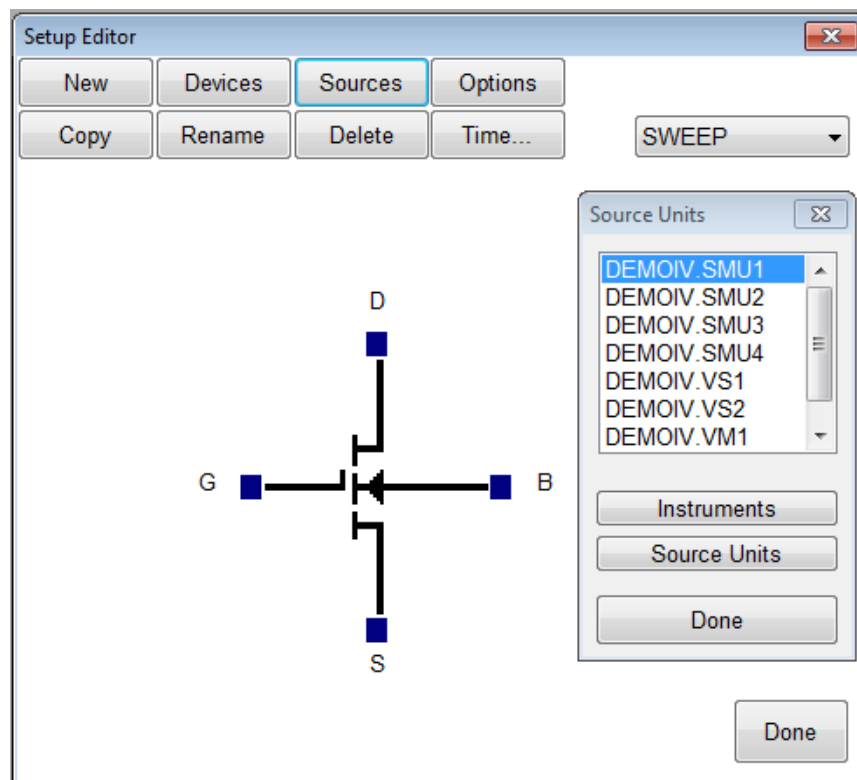 Setup Editor
New Devices Sources Options
Copy Rename Delete Time... SWEEP
Source Units
DEMOIV.SMU1
DEMOIV.SMU2
DEMOIV.SMU3
DEMOIV.SMU4
DEMOIV.VS1
DEMOIV.VS2
DEMOIV.VM1
D
G B
S
Instruments
Source Units
Done
Done